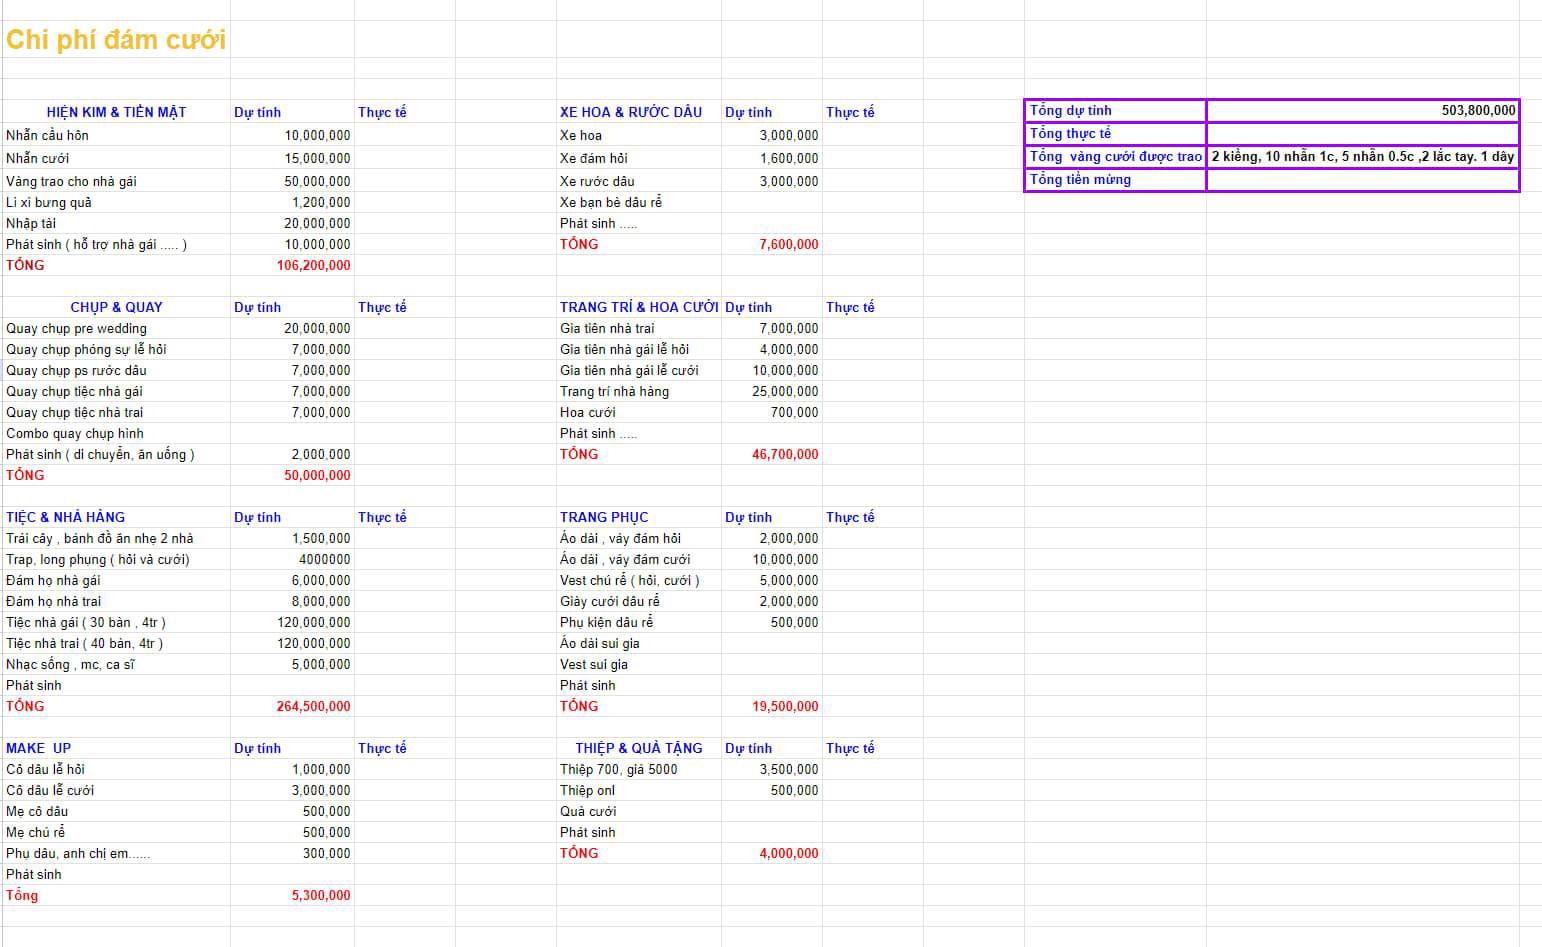 Chi phí đám cưới
HIỆN KIM & TIỀN MẶT Dự tính Thực tế
Nhẫn cầu hôn 10,000,000
Nhẫn cưới 15,000,000
Vàng trao cho nhà gái 50,000,000
Lì xì bưng quả 1,200,000
Nhập tài 20,000,000
Phát sinh ( hỗ trợ nhà gái ..... ) 10,000,000
TỔNG 106,200,000
XE HOA & RƯỚC DÂU Dự tính Thực tế
Xe hoa 3,000,000
Xe đám hỏi 1,600,000
Xe rước dâu 3,000,000
Xe bạn bè dâu rể
Phát sinh .....
TỔNG 7,600,000
Tổng dự tính 503,800,000
Tổng thực tế
Tổng vàng cưới được trao 2 kiềng, 10 nhẫn 1c, 5 nhẫn 0.5c ,2 lắc tay. 1 dây
Tổng tiền mừng
CHỤP & QUAY Dự tính Thực tế
Quay chụp pre wedding 20,000,000
Quay chụp phóng sự lễ hỏi 7,000,000
Quay chụp ps rước dâu 7,000,000
Quay chụp tiệc nhà gái 7,000,000
Quay chụp tiệc nhà trai 7,000,000
Combo quay chụp hình
Phát sinh ( di chuyển, ăn uống ) 2,000,000
TỔNG 50,000,000
TRANG TRÍ & HOA CƯỚI Dự tính Thực tế
Gia tiên nhà trai 7,000,000
Gia tiên nhà gái lễ hỏi 4,000,000
Gia tiên nhà gái lễ cưới 10,000,000
Trang trí nhà hàng 25,000,000
Hoa cưới 700,000
Phát sinh .....
TỔNG 46,700,000
TIỆC & NHÀ HÀNG Dự tính Thực tế
Trái cây , bánh đồ ăn nhẹ 2 nhà 1,500,000
Trap, long phụng ( hỏi và cưới) 4000000
Đám họ nhà gái 6,000,000
Đám họ nhà trai 8,000,000
Tiệc nhà gái ( 30 bàn , 4tr ) 120,000,000
Tiệc nhà trai ( 40 bàn, 4tr ) 120,000,000
Nhạc sống , mc, ca sĩ 5,000,000
Phát sinh
TỔNG 264,500,000
TRANG PHỤC Dự tính Thực tế
Áo dài , váy đám hỏi 2,000,000
Áo dài , váy đám cưới 10,000,000
Vest chú rể ( hỏi, cưới ) 5,000,000
Giày cưới dâu rể 2,000,000
Phụ kiện dâu rể 500,000
Áo dài sui gia
Vest sui gia
Phát sinh
TỔNG 19,500,000
MAKE UP Dự tính Thực tế
Cô dâu lễ hỏi 1,000,000
Cô dâu lễ cưới 3,000,000
Mẹ cô dâu 500,000
Mẹ chú rể 500,000
Phụ dâu, anh chị em...... 300,000
Phát sinh
Tổng 5,300,000
THIỆP & QUÀ TẶNG Dự tính Thực tế
Thiệp 700, giá 5000 3,500,000
Thiệp onl 500,000
Quà cưới
Phát sinh
TỔNG 4,000,000